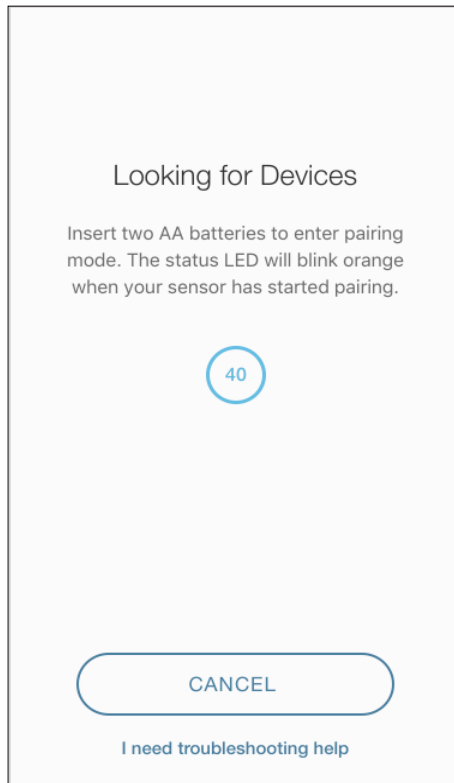 Looking for Devices
Insert two AA batteries to enter pairing
mode. The status LED will blink orange
when your sensor has started pairing.
40
CANCEL
I need troubleshooting help